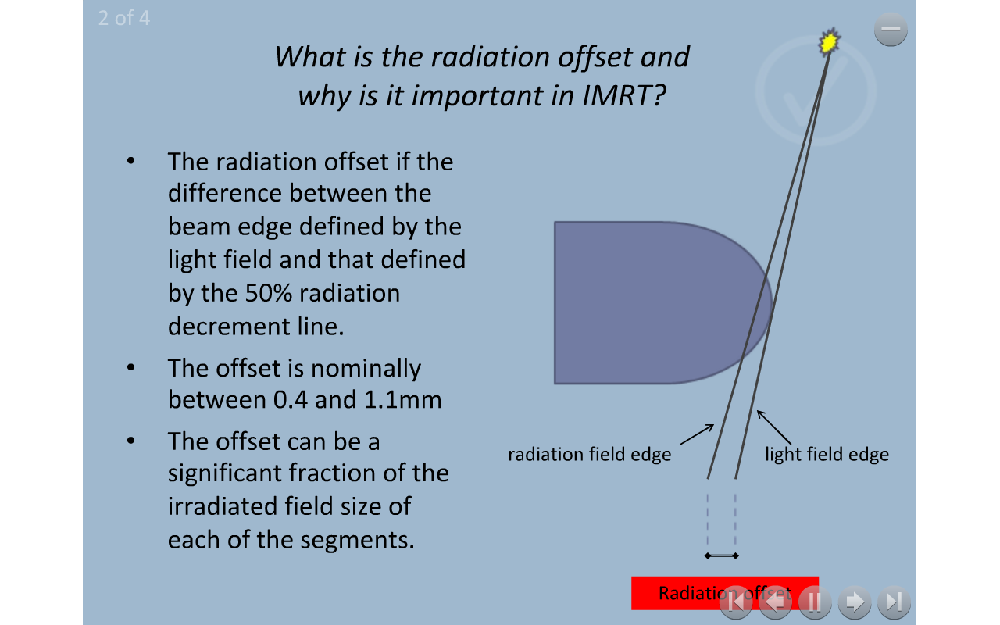 2 of 4
What is the radiation offset and
why is it important in IMRT?
• The radiation offset if the
difference between the
beam edge defined by the
light field and that defined
by the 50% radiation
decrement line.
• The offset is nominally
between 0.4 and 1.1mm
• The offset can be a
significant fraction of the
irradiated field size of
each of the segments.
radiation field edge
light field edge
Radiation offset